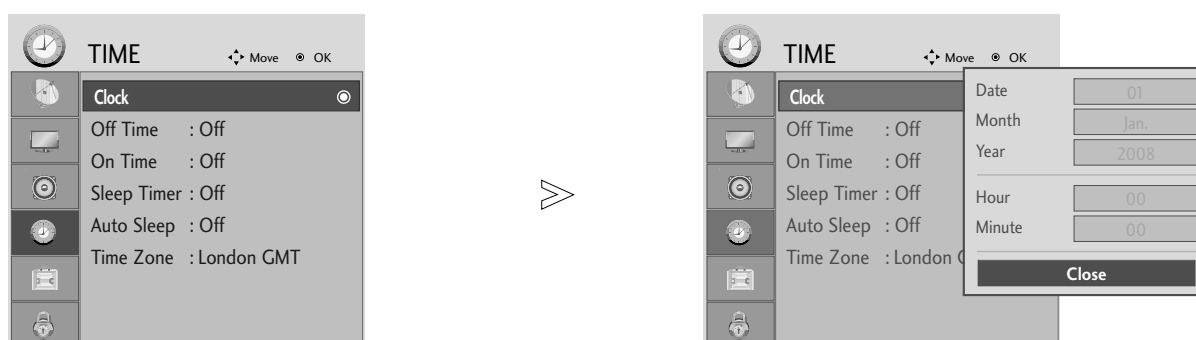 TIME
Move OK
Clock
Off Time : Off
On Time : Off
Sleep Timer : Off
Auto Sleep : Off
Time Zone : London GMT
TIME
Move OK
Clock
Off Time : Off
On Time : Off
Sleep Timer : Off
Auto Sleep : Off
Time Zone : London
Date 01
Month Jan.
Year 2008
Hour 00
Minute 00
Close